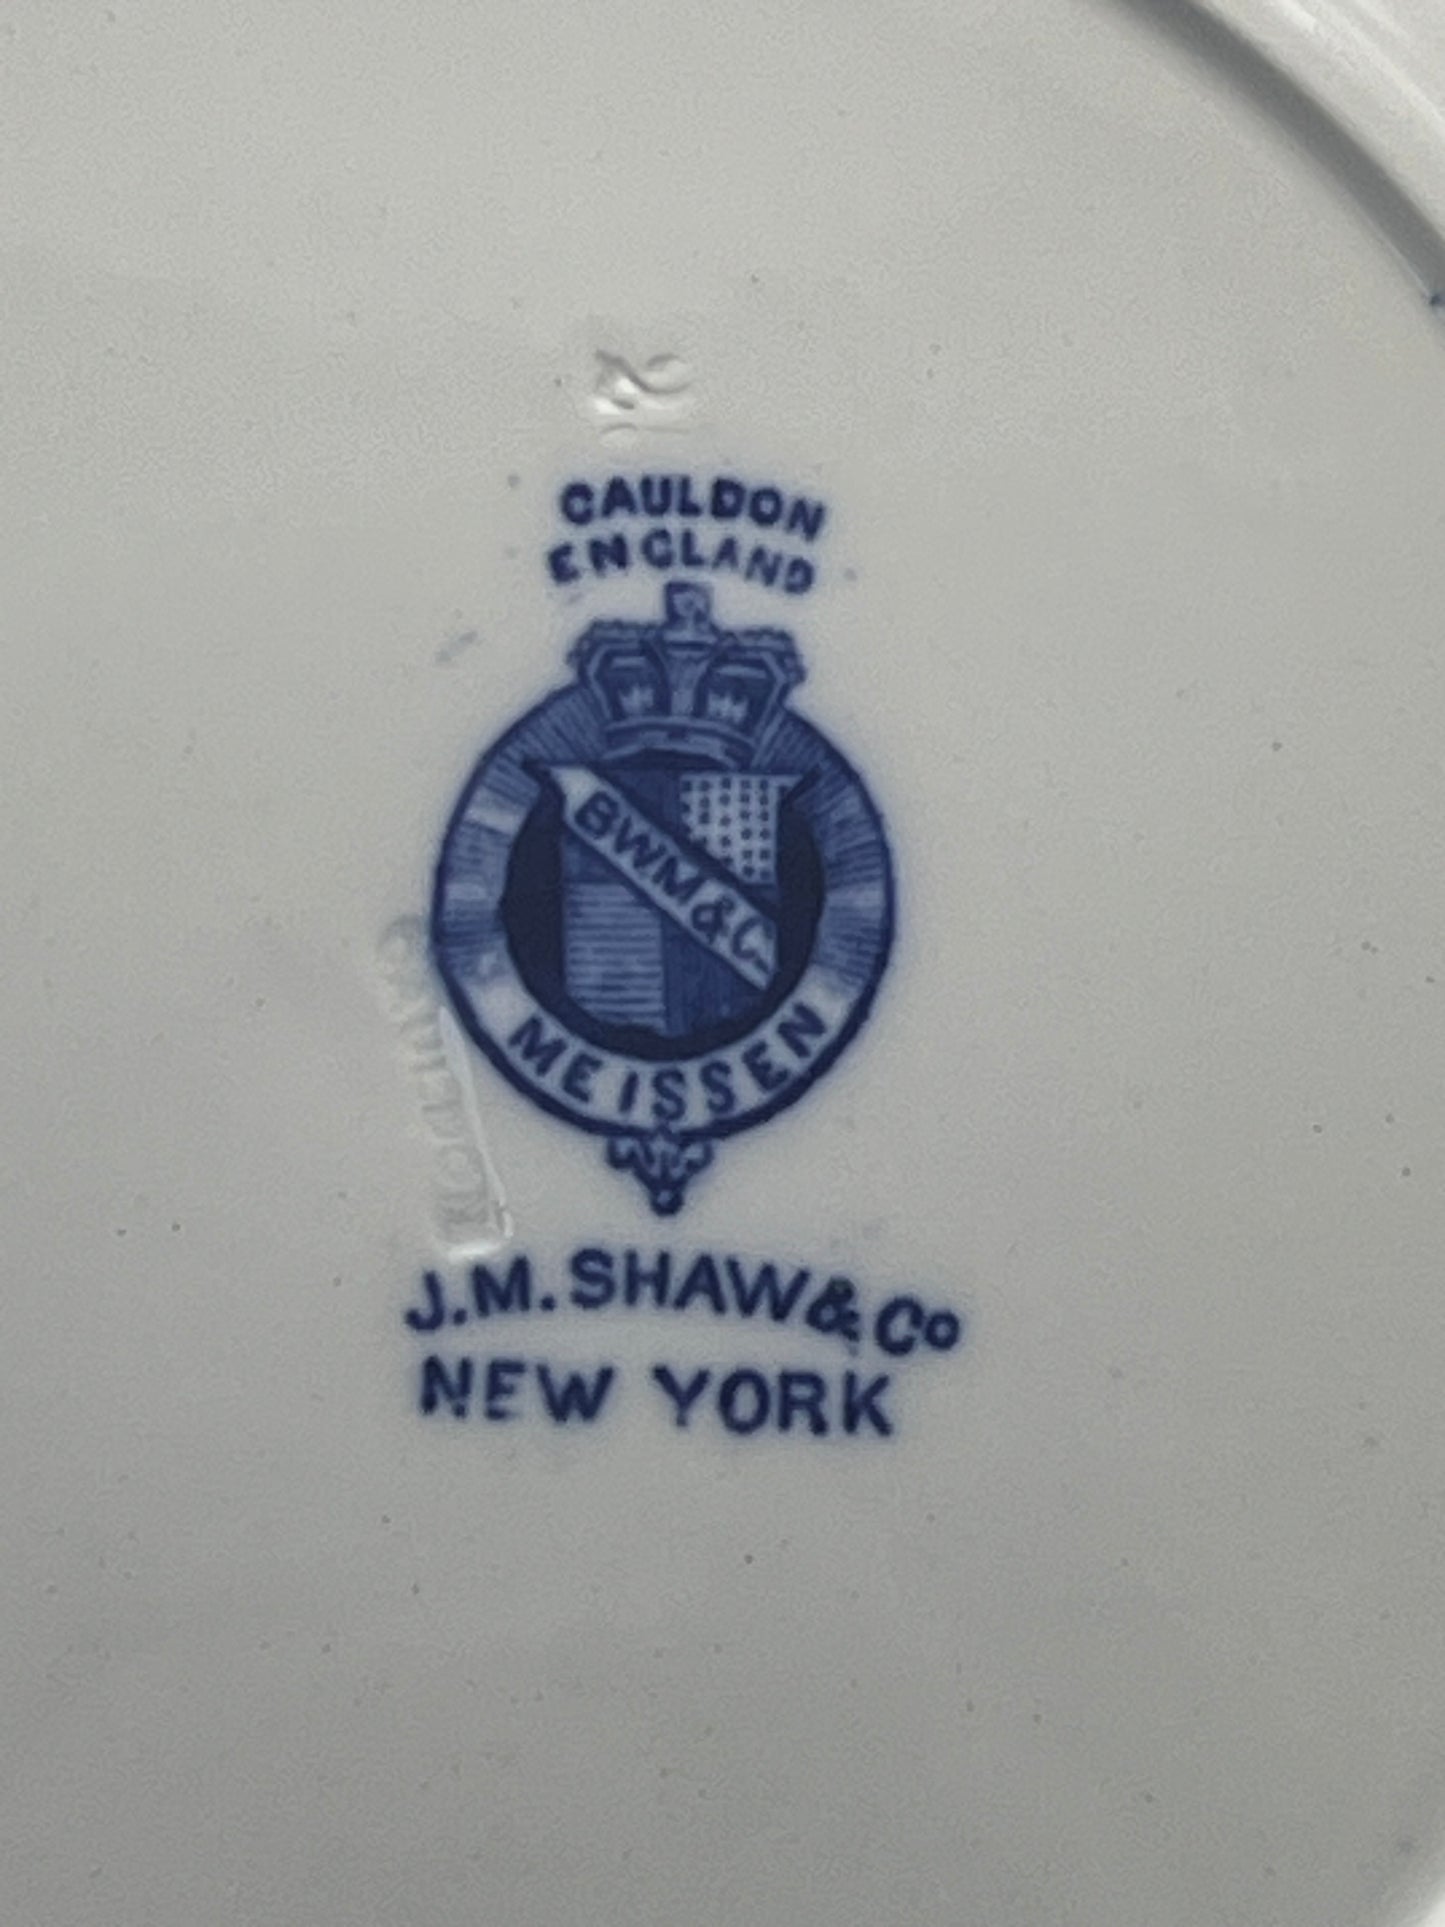 CAULDON
ENGLAND
BWM&Co
MEISSEN
J.M. SHAW & Co
NEW YORK